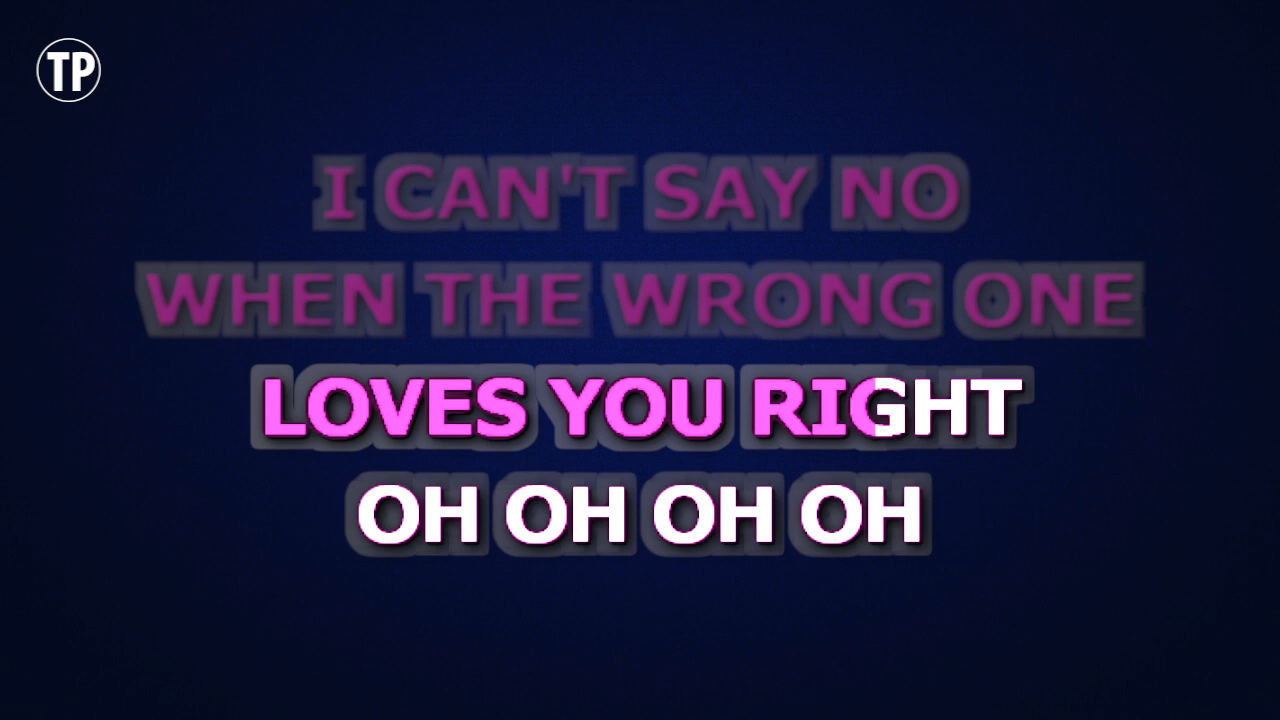 TP
I CAN'T SAY NO
WHEN THE WRONG ONE
LOVES YOU RIGHT
OH OH OH OH